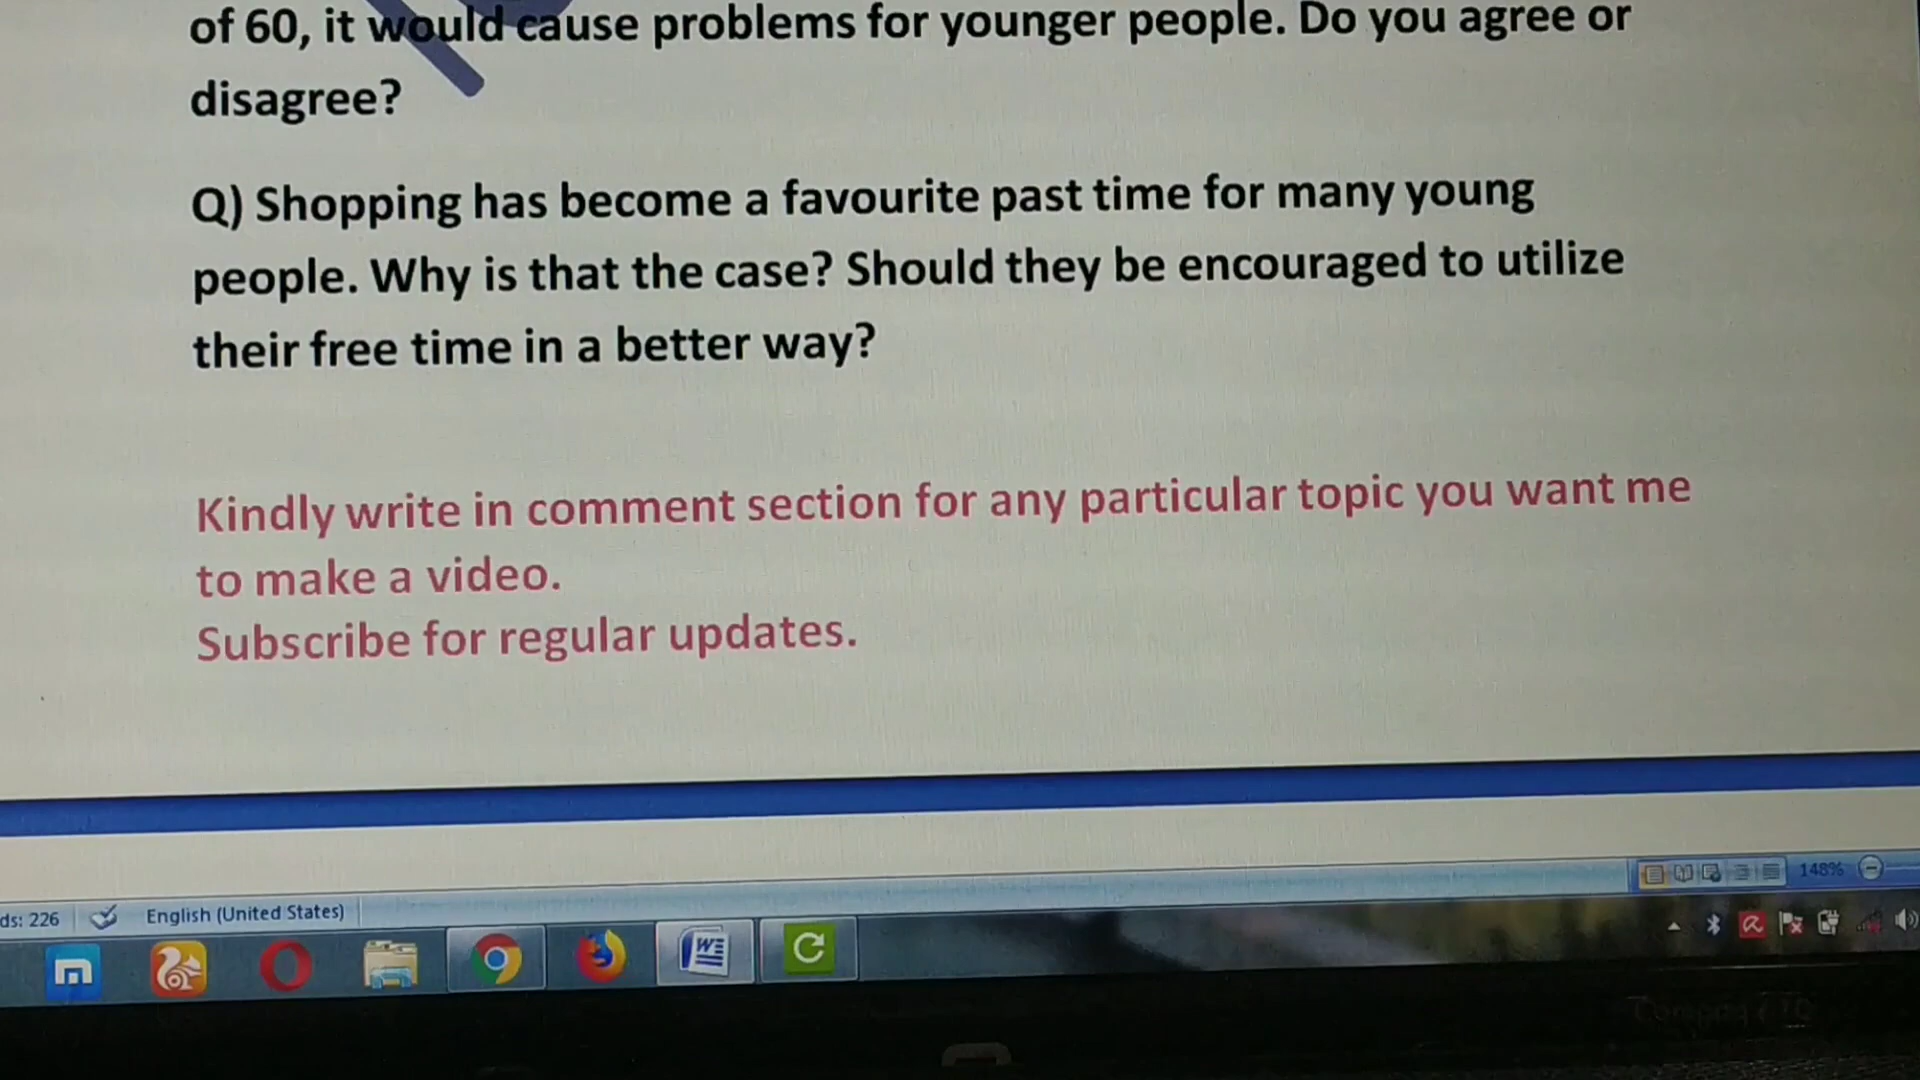 of 60, it would cause problems for younger people. Do you agree or
disagree?
Q) Shopping has become a favourite past time for many young
people. Why is that the case? Should they be encouraged to utilize
their free time in a better way?
Kindly write in comment section for any particular topic you want me
to make a video.
Subscribe for regular updates.
148%
ds: 226
English (United States)